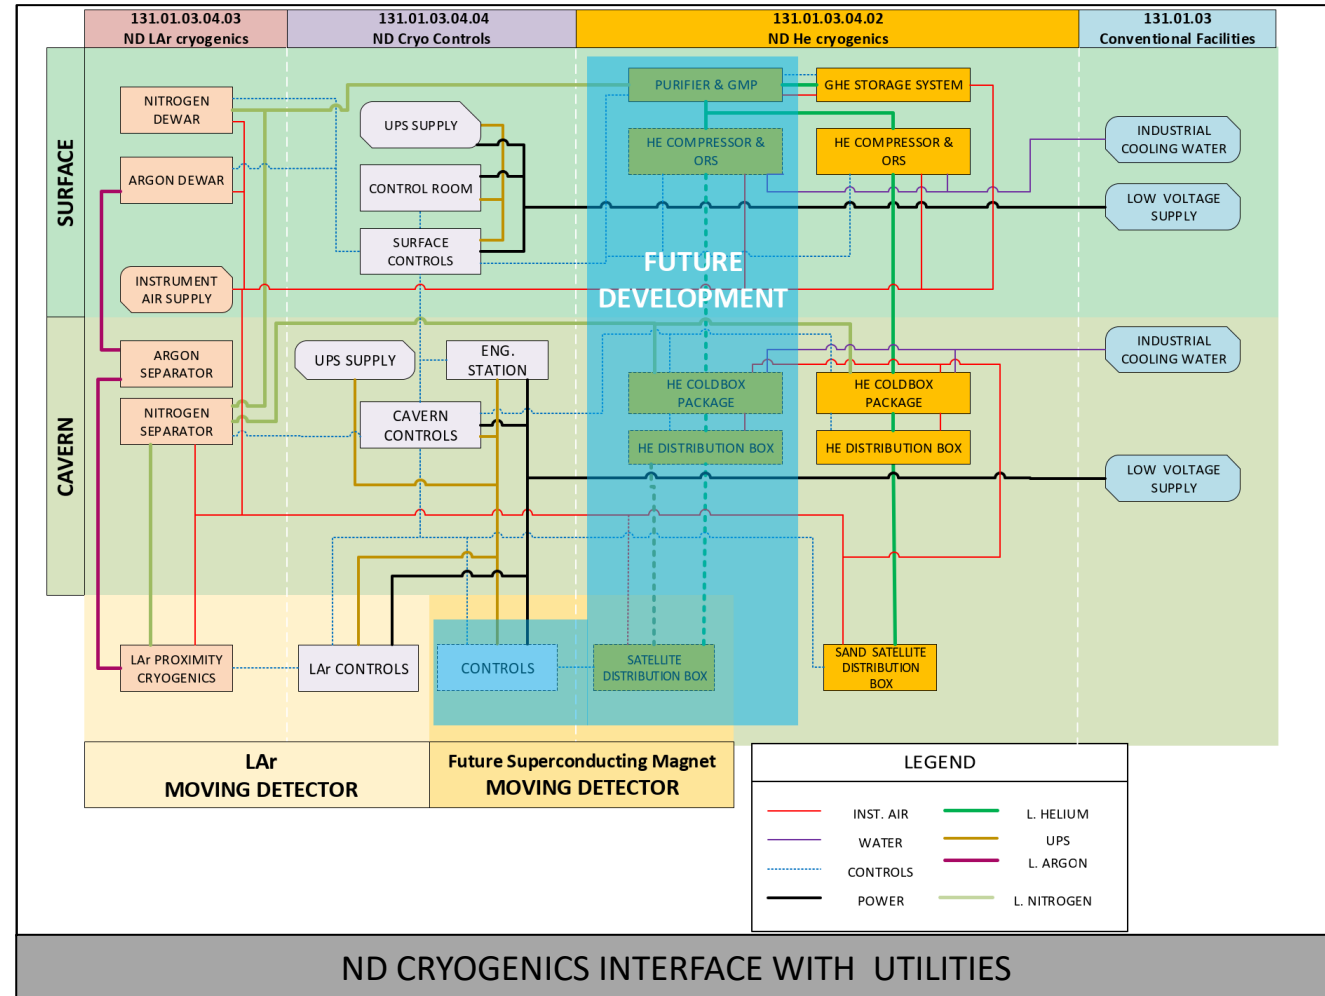 131.01.03.04.03
ND LAr cryogenics
131.01.03.04.04
ND Cryo Controls
131.01.03.04.02
ND He cryogenics
131.01.03
Conventional Facilities
SURFACE
NITROGEN
DEWAR
ARGON DEWAR
INSTRUMENT
AIR SUPPLY
UPS SUPPLY
CONTROL ROOM
SURFACE
CONTROLS
PURIFIER & GMP
GHE STORAGE SYSTEM
HE COMPRESSOR &
ORS
HE COMPRESSOR &
ORS
INDUSTRIAL
COOLING WATER
LOW VOLTAGE
SUPPLY
FUTURE
DEVELOPMENT
CAVERN
ARGON
SEPARATOR
NITROGEN
SEPARATOR
UPS SUPPLY
ENG.
STATION
CAVERN
CONTROLS
HE COLDBOX
PACKAGE
HE COLDBOX
PACKAGE
HE DISTRIBUTION BOX
HE DISTRIBUTION BOX
INDUSTRIAL
COOLING WATER
LOW VOLTAGE
SUPPLY
LAr PROXIMITY
CRYOGENICS
LAr CONTROLS
CONTROLS
SATELLITE
DISTRIBUTION BOX
SAND SATELLITE
DISTRIBUTION
BOX
LAr
MOVING DETECTOR
Future Superconducting Magnet
MOVING DETECTOR
LEGEND
INST. AIR
L. HELIUM
WATER
UPS
CONTROLS
L. ARGON
POWER
L. NITROGEN
ND CRYOGENICS INTERFACE WITH UTILITIES